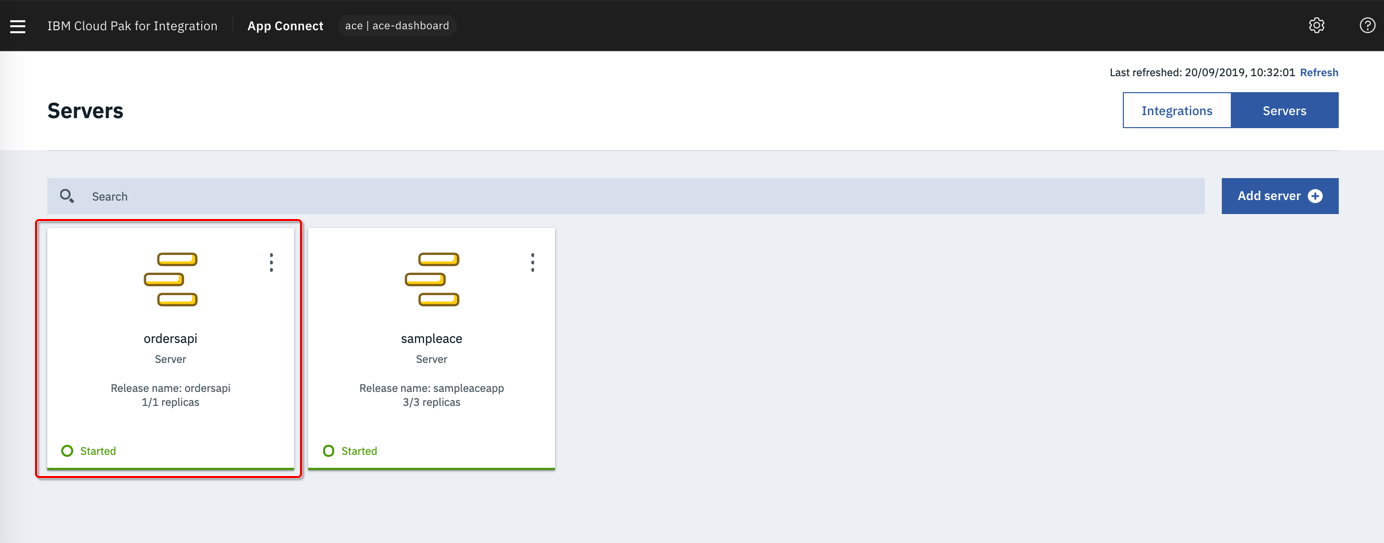 IBM Cloud Pak for Integration App Connect ace | ace-dashboard
Last refreshed: 20/09/2019, 10:32:01 Refresh
Servers
Integrations Servers
Search
Add server
ordersapi
Server
Release name: ordersapi
1/1 replicas
Started
sampleace
Server
Release name: sampleaceapp
3/3 replicas
Started